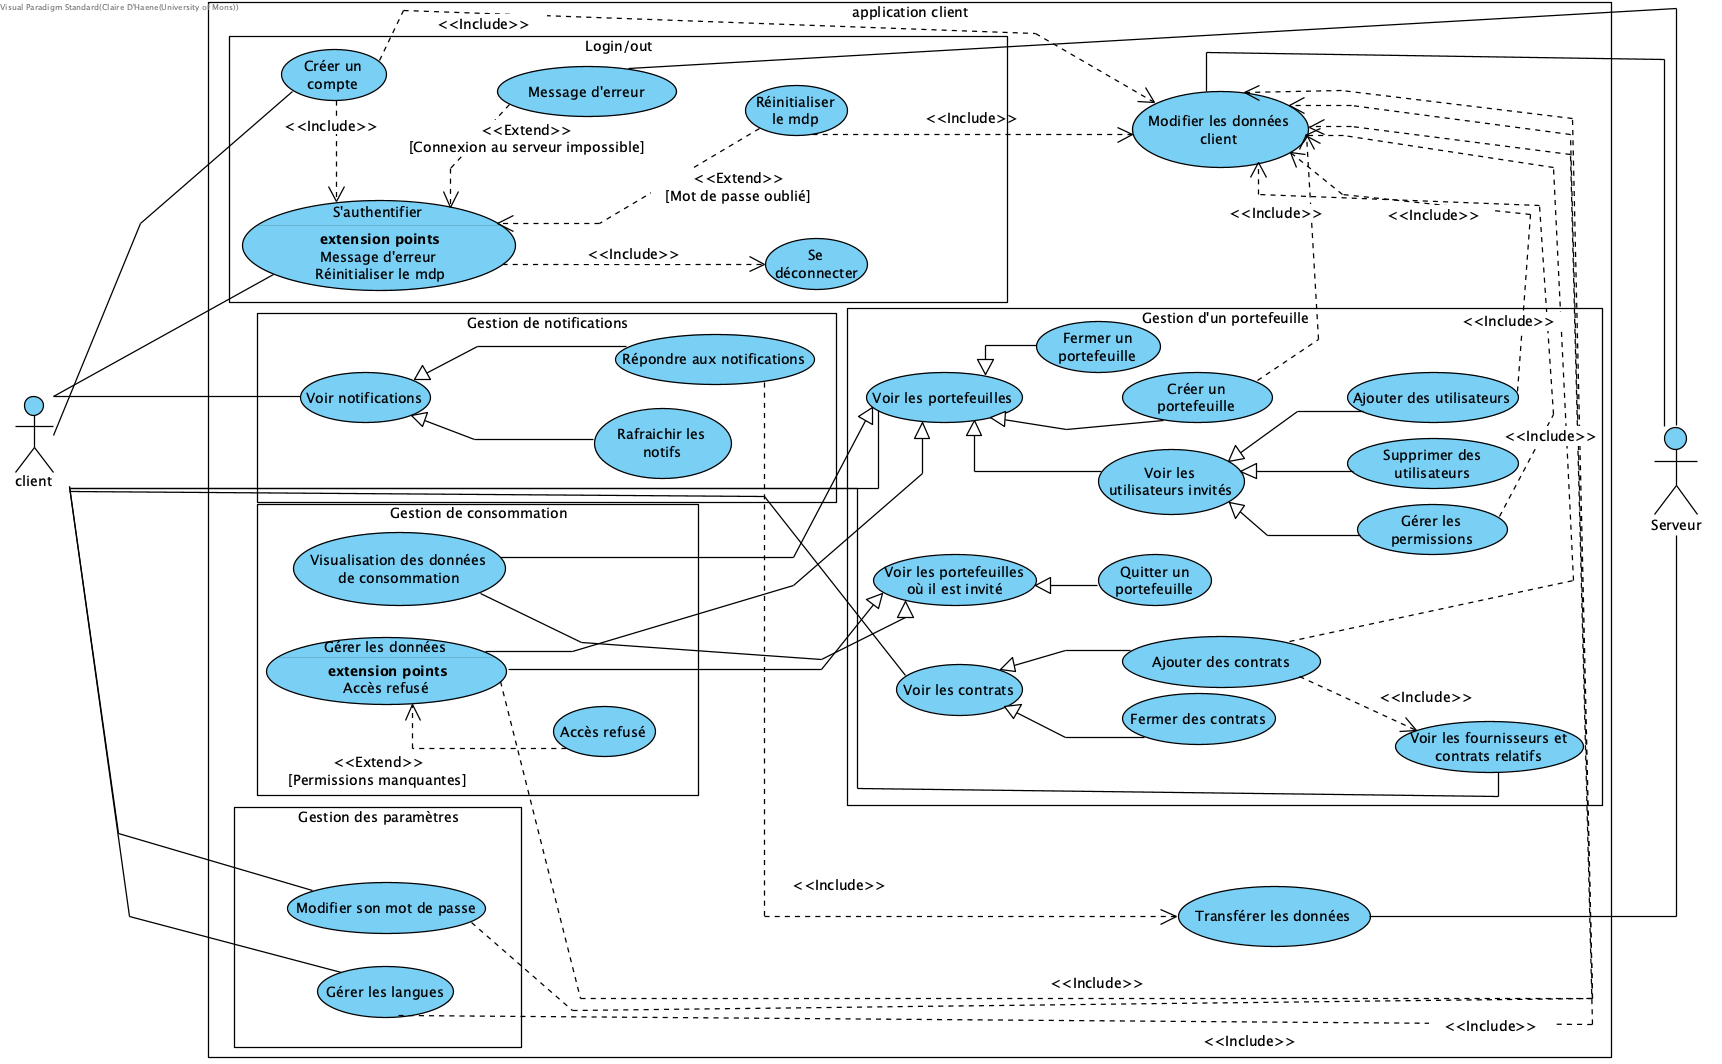 Visual Paradigm Standard(Claire D'Haene(University of Mons))
application client
<<Include>>
Login/out
Créer un
compte
Message d'erreur
Réinitialiser
le mdp
<<Include>>
<<Extend>>
[Connexion au serveur impossible]
<<Include>>
Modifier les données
client
<<Extend>>
[Mot de passe oublié]
S'authentifier
extension points
Message d'erreur
Réinitialiser le mdp
<<Include>>
Se
déconnecter
<<Include>>
<<Include>>
Gestion de notifications
Répondre aux notifications
Voir notifications
Rafraichir les
notifs
Gestion d'un portefeuille
<<Include>>
Fermer un
portefeuille
Voir les portefeuilles
Créer un
portefeuille
Ajouter des utilisateurs
<<Include>>
Voir les
utilisateurs invités
Supprimer des
utilisateurs
Gérer les
permissions
client
Serveur
Gestion de consommation
Visualisation des données
de consommation
Gérer les données
extension points
Accès refusé
Accès refusé
<<Extend>>
[Permissions manquantes]
Voir les portefeuilles
où il est invité
Quitter un
portefeuille
Ajouter des contrats
Voir les contrats
<<Include>>
Fermer des contrats
Voir les fournisseurs et
contrats relatifs
Gestion des paramètres
Modifier son mot de passe
Gérer les langues
<<Include>>
Transférer les données
<<Include>>
<<Include>>
<<Include>>